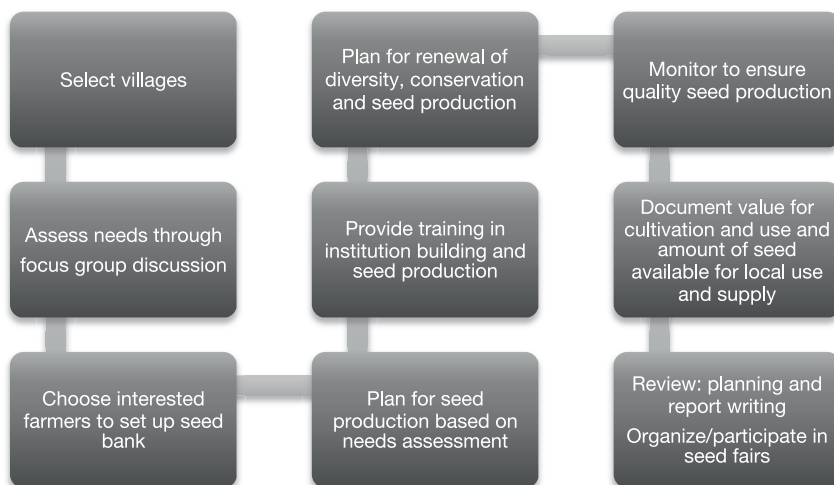 Select villages
Assess needs through
focus group discussion
Choose interested
farmers to set up seed
bank
Plan for seed
production based on
needs assessment
Provide training in
institution building and
seed production
Plan for renewal of
diversity, conservation
and seed production
Monitor to ensure
quality seed production
Document value for
cultivation and use and
amount of seed
available for local use
and supply
Review: planning and
report writing
Organize/participate in
seed fairs